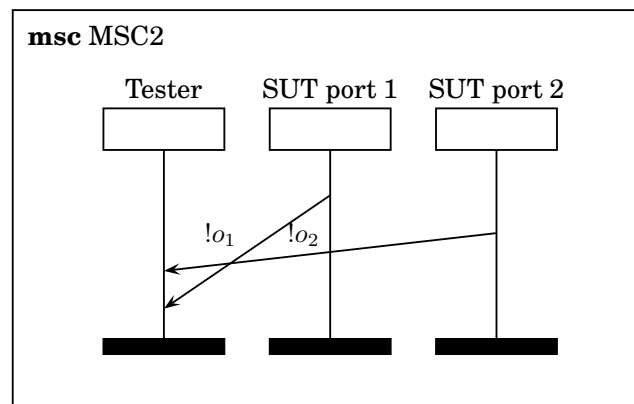 msc MSC2
Tester SUT port 1 SUT port 2
!o₁ !o₂